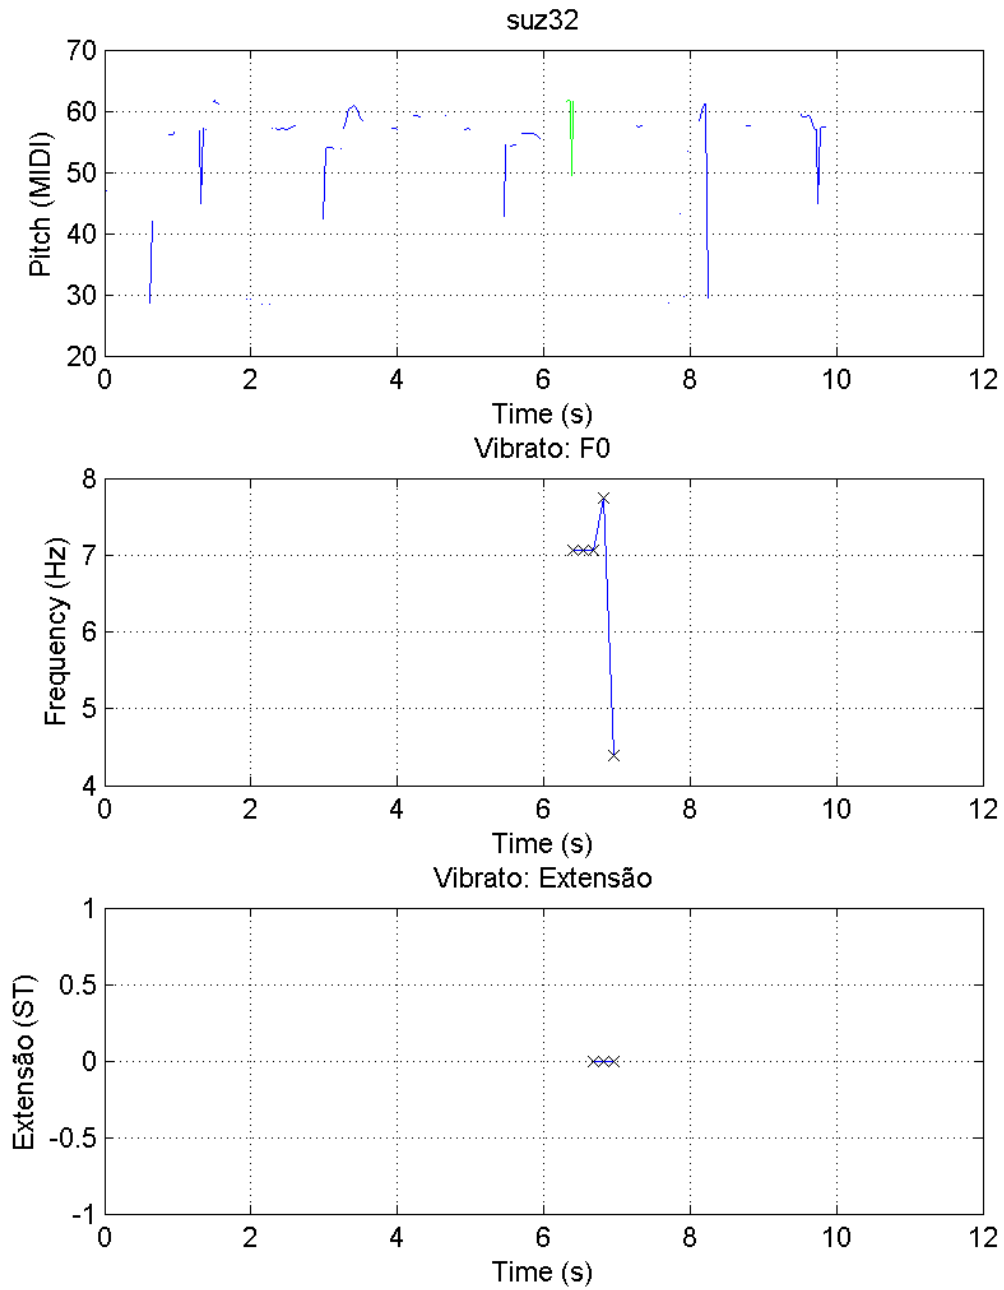 suz32
70
60
50
40
30
20
Pitch (MIDI)
0 2 4 6 8 10 12
Time (s)
Vibrato: F0
8
7
6
5
4
Frequency (Hz)
0 2 4 6 8 10 12
Time (s)
Vibrato: Extensão
1
0.5
0
-0.5
-1
Extensão (ST)
0 2 4 6 8 10 12
Time (s)